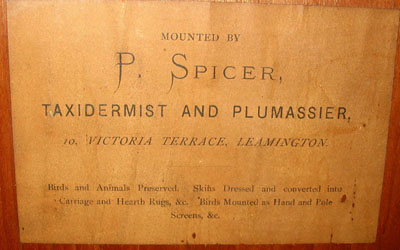 MOUNTED BY
P. SPICER,
TAXIDERMIST AND PLUMASSIER,
10, VICTORIA TERRACE, LEAMINGTON.
Birds and Animals Preserved. Skins Dressed and converted into
Carriage and Hearth Rugs, &c. Birds Mounted as Hand and Pole
Screens, &c.